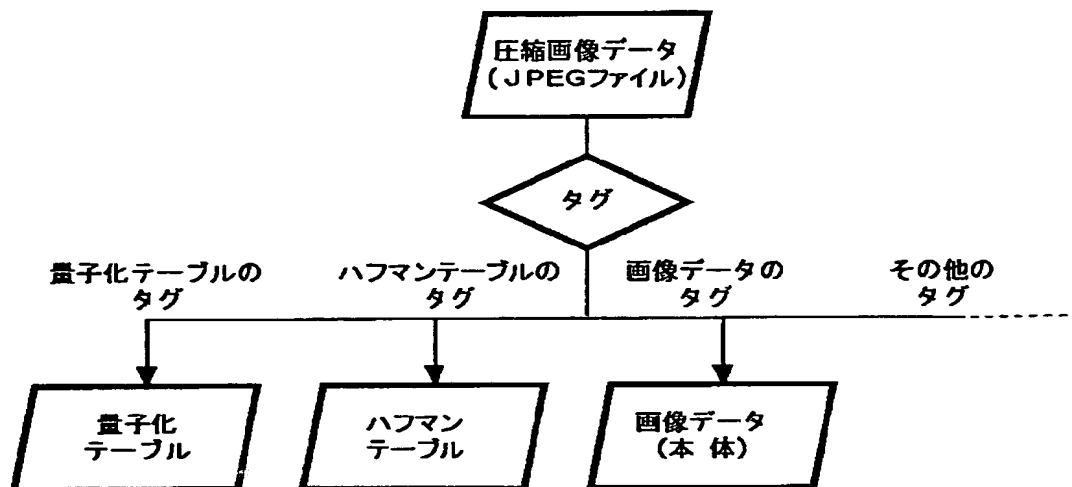 圧縮画像データ
(JPEGファイル)
タグ
量子化テーブルの
タグ
ハフマンテーブルの
タグ
画像データの
タグ
その他の
タグ
量子化
テーブル
ハフマン
テーブル
画像データ
(本 体)